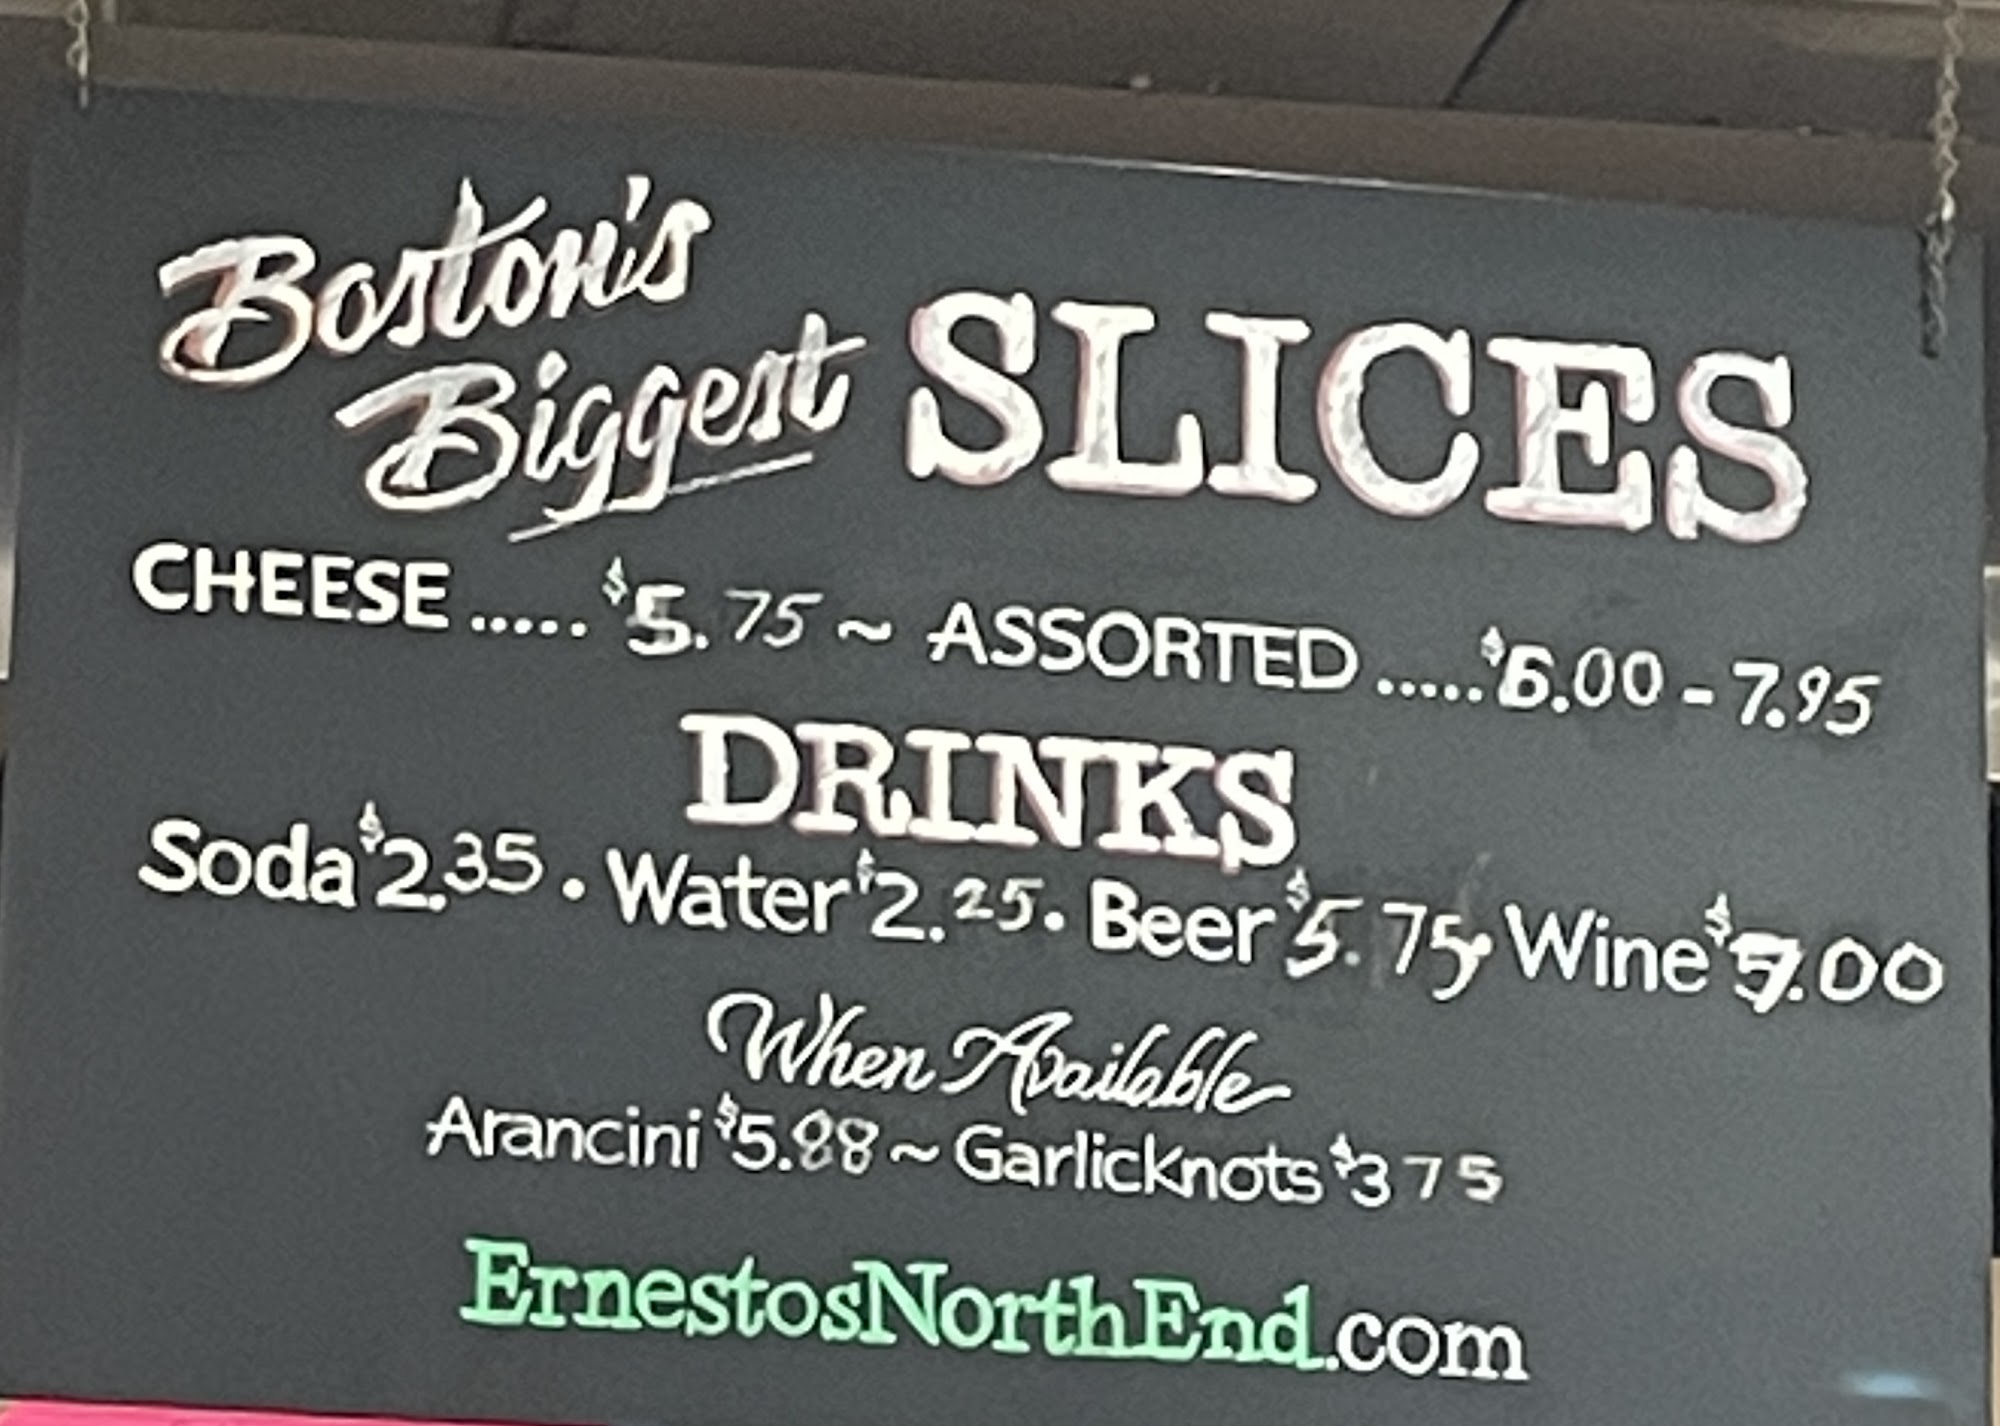 Boston's
Biggest SLICES
CHEESE ..... $5.75 ~ ASSORTED ..... $6.00 - 7.95
DRINKS
Soda $2.35 . Water $2.25 . Beer $5.75, Wine $7.00
When Available
Arancini $5.88 ~ Garlicknots $3 75
ErnestosNorthEnd.com